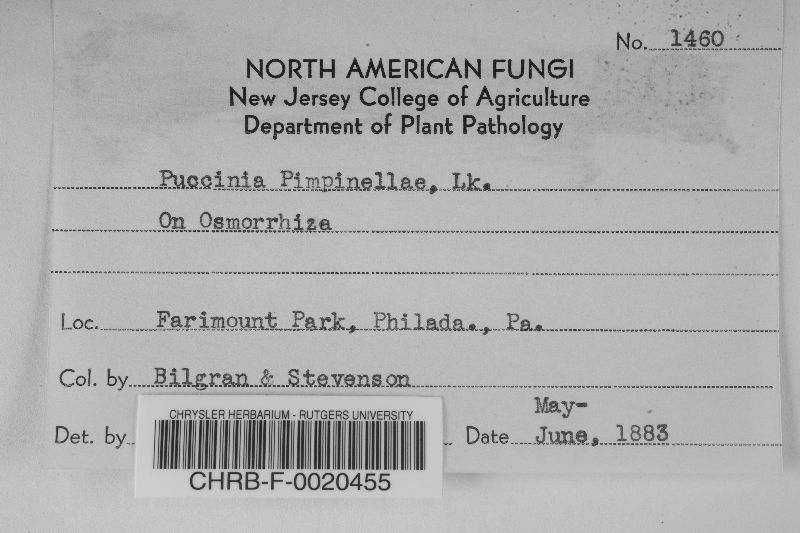 No. 1460
NORTH AMERICAN FUNGI
New Jersey College of Agriculture
Department of Plant Pathology
Puccinia Pimpinellae, Lk.
On Osmorrhiza
Loc. Farimount Park, Philada., Pa.
Col. by Bilgran & Stevenson
Det. by
Date May-
June, 1883
CHRYSLER HERBARIUM - RUTGERS UNIVERSITY
CHRB-F-0020455